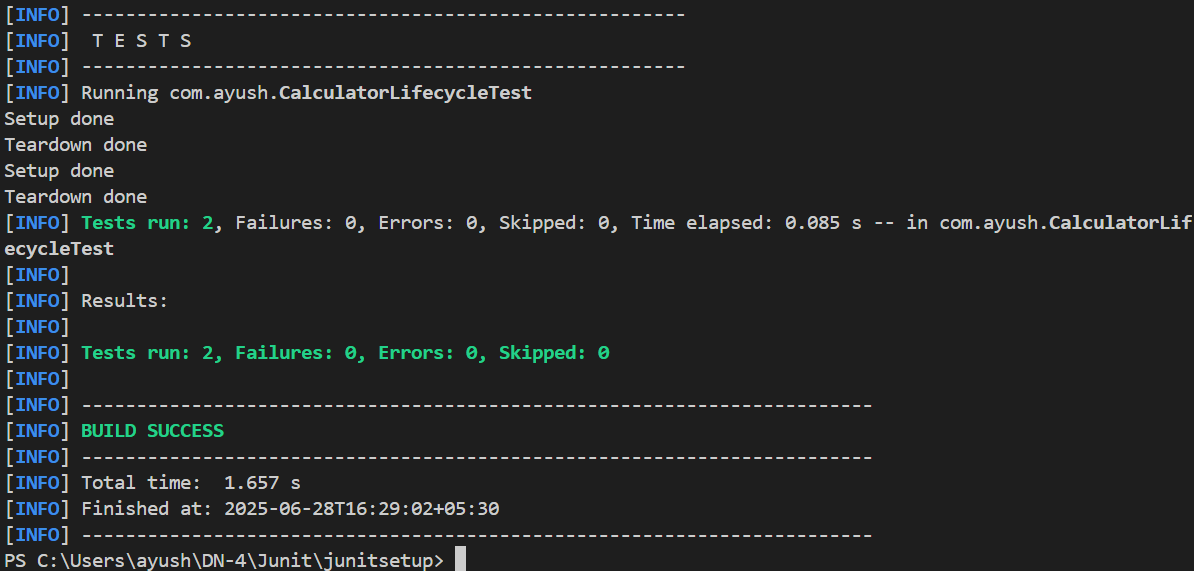 [INFO] -------------------------------------------------------
[INFO]  T E S T S
[INFO] -------------------------------------------------------
[INFO] Running com.ayush.CalculatorLifecycleTest
Setup done
Teardown done
Setup done
Teardown done
[INFO] Tests run: 2, Failures: 0, Errors: 0, Skipped: 0, Time elapsed: 0.085 s -- in com.ayush.CalculatorLif
ecycleTest
[INFO]
[INFO] Results:
[INFO]
[INFO] Tests run: 2, Failures: 0, Errors: 0, Skipped: 0
[INFO]
[INFO] ------------------------------------------------------------------------
[INFO] BUILD SUCCESS
[INFO] ------------------------------------------------------------------------
[INFO] Total time:  1.657 s
[INFO] Finished at: 2025-06-28T16:29:02+05:30
[INFO] ------------------------------------------------------------------------
PS C:\Users\ayush\DN-4\Junit\junitsetup>